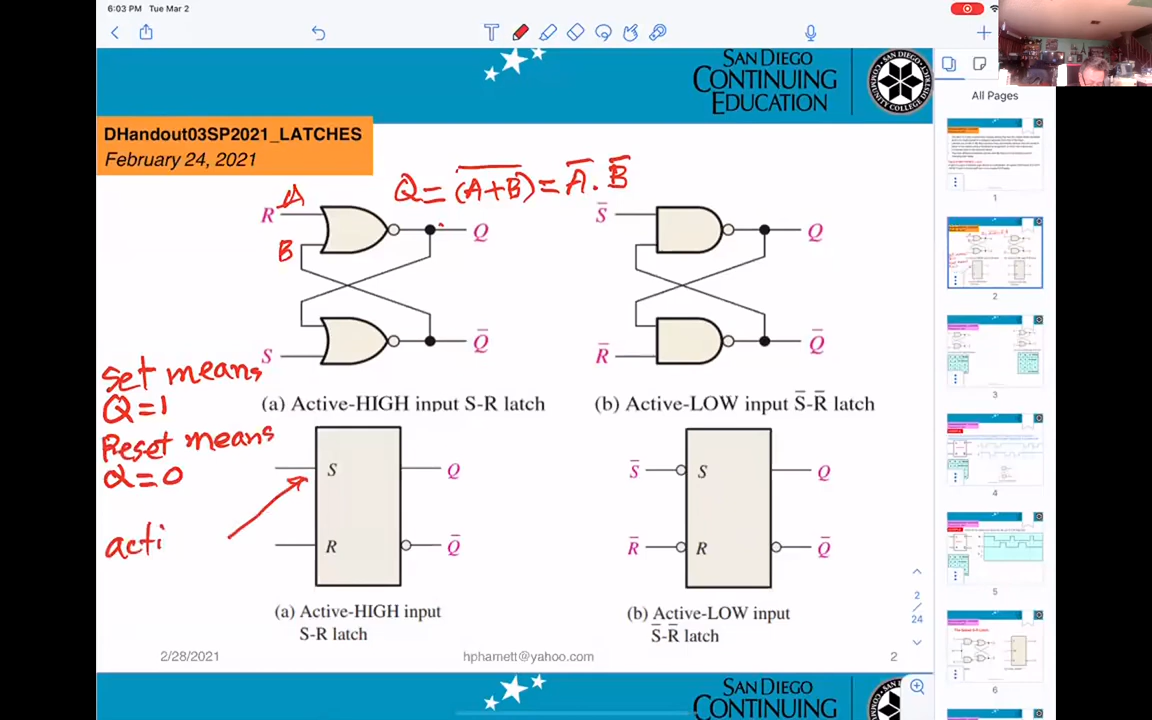 6:03 PM Tue Mar 2
SAN DIEGO
CONTINUING
EDUCATION
All Pages
DHandout03SP2021_LATCHES
February 24, 2021
Q = (A+B)‾ = A̅ . B̅
A
R
B
Q
S
Q̅
S̅
Q
R̅
Q̅
Set means
Q=1
Reset means
Q=0
acti
(a) Active-HIGH input S-R latch
(b) Active-LOW input S̅-R̅ latch
S
Q
R
Q̅
S̅
S
Q
R̅
R
Q̅
(a) Active-HIGH input
S-R latch
(b) Active-LOW input
S̅-R̅ latch
2/28/2021
hphamett@yahoo.com
2
SAN DIEGO
CONTINUING
1
2
3
4
5
6
2
/
24